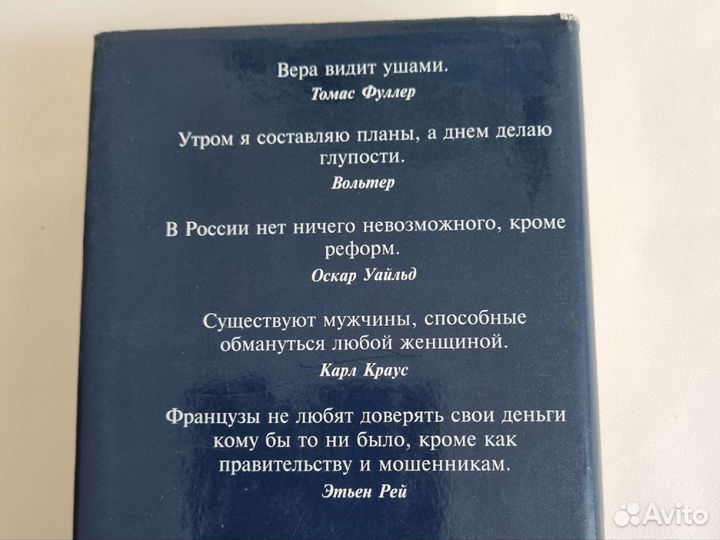 Вера видит ушами.
Томас Фуллер
Утром я составляю планы, а днем делаю
глупости.
Вольтер
В России нет ничего невозможного, кроме
реформ.
Оскар Уайльд
Существуют мужчины, способные
обмануться любой женщиной.
Карл Краус
Французы не любят доверять свои деньги
кому бы то ни было, кроме как
правительству и мошенникам.
Этьен Рей
Avito